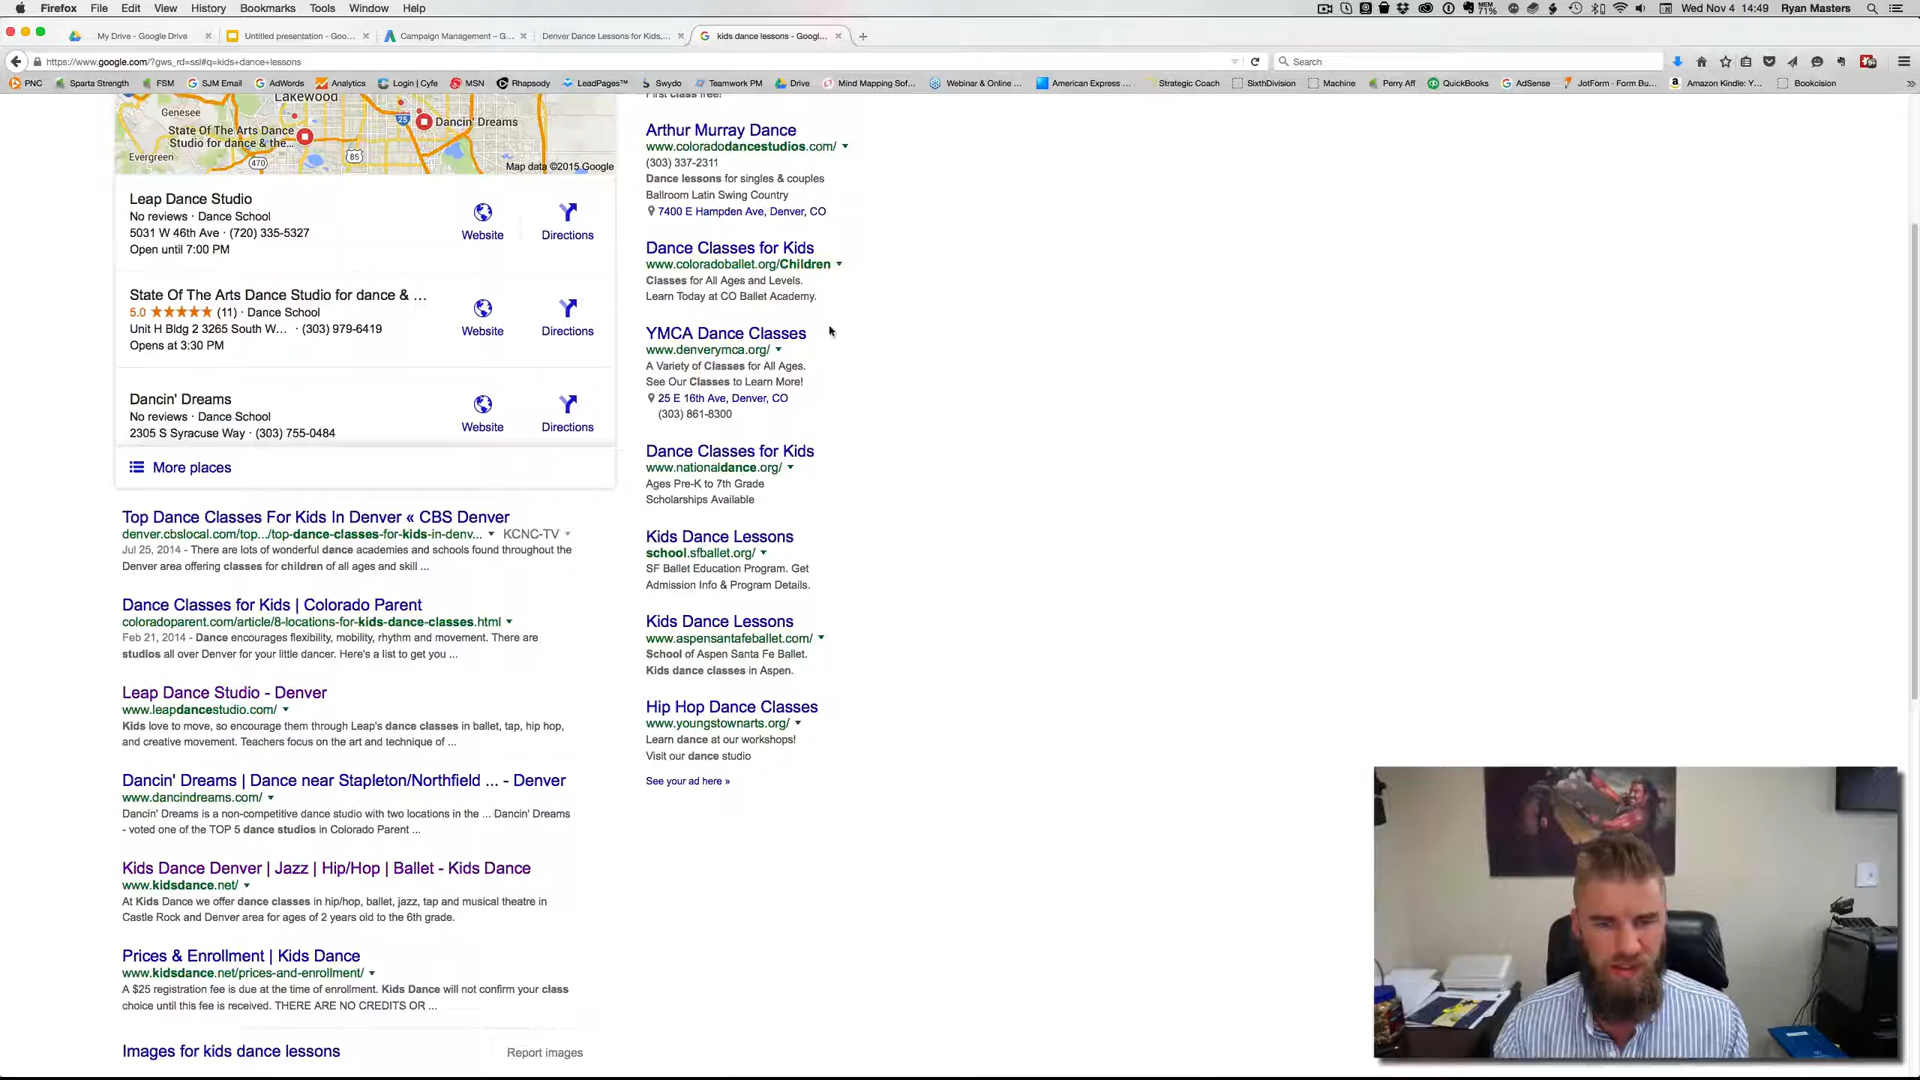 Firefox File Edit View History Bookmarks Tools Window Help
MEM 71%
Wed Nov 4 14:49 Ryan Masters
My Drive - Google Drive
Untitled presentation - Goo...
Campaign Management – G...
Denver Dance Lessons for Kids,...
kids dance lessons - Googl...
https://www.google.com/?gws_rd=ssl#q=kids+dance+lessons
Search
PNC Sparta Strength FSM SJM Email AdWords Analytics Login | Cyfe MSN Rhapsody LeadPages™ Swydo Teamwork PM Drive Mind Mapping Sof... Webinar & Online ... American Express ... Strategic Coach SixthDivision Machine Perry Aff QuickBooks AdSense JotForm · Form Bu... Amazon Kindle: Y... Bookcision
Lakewood
Genesee
State Of The Arts Dance
Studio for dance & the...
Evergreen
470
85
25
Dancin' Dreams
Map data ©2015 Google
Leap Dance Studio
No reviews · Dance School
5031 W 46th Ave · (720) 335-5327
Open until 7:00 PM
Website
Directions
State Of The Arts Dance Studio for dance & ...
5.0 ★★★★★ (11) · Dance School
Unit H Bldg 2 3265 South W... · (303) 979-6419
Opens at 3:30 PM
Website
Directions
Dancin' Dreams
No reviews · Dance School
2305 S Syracuse Way · (303) 755-0484
Website
Directions
More places
Top Dance Classes For Kids In Denver « CBS Denver
denver.cbslocal.com/top.../top-dance-classes-for-kids-in-denv... KCNC-TV
Jul 25, 2014 - There are lots of wonderful dance academies and schools found throughout the
Denver area offering classes for children of all ages and skill ...
Dance Classes for Kids | Colorado Parent
coloradoparent.com/article/8-locations-for-kids-dance-classes.html
Feb 21, 2014 - Dance encourages flexibility, mobility, rhythm and movement. There are
studios all over Denver for your little dancer. Here's a list to get you ...
Leap Dance Studio - Denver
www.leapdancestudio.com/
Kids love to move, so encourage them through Leap's dance classes in ballet, tap, hip hop,
and creative movement. Teachers focus on the art and technique of ...
Dancin' Dreams | Dance near Stapleton/Northfield ... - Denver
www.dancindreams.com/
Dancin' Dreams is a non-competitive dance studio with two locations in the ... Dancin' Dreams
- voted one of the TOP 5 dance studios in Colorado Parent ...
Kids Dance Denver | Jazz | Hip/Hop | Ballet - Kids Dance
www.kidsdance.net/
At Kids Dance we offer dance classes in hip/hop, ballet, jazz, tap and musical theatre in
Castle Rock and Denver area for ages of 2 years old to the 6th grade.
Prices & Enrollment | Kids Dance
www.kidsdance.net/prices-and-enrollment/
A $25 registration fee is due at the time of enrollment. Kids Dance will not confirm your class
choice until this fee is received. THERE ARE NO CREDITS OR ...
Images for kids dance lessons
Report images
First class free!
Arthur Murray Dance
www.coloradodancestudios.com/
(303) 337-2311
Dance lessons for singles & couples
Ballroom Latin Swing Country
7400 E Hampden Ave, Denver, CO
Dance Classes for Kids
www.coloradoballet.org/Children
Classes for All Ages and Levels.
Learn Today at CO Ballet Academy.
YMCA Dance Classes
www.denverymca.org/
A Variety of Classes for All Ages.
See Our Classes to Learn More!
25 E 16th Ave, Denver, CO
(303) 861-8300
Dance Classes for Kids
www.nationaldance.org/
Ages Pre-K to 7th Grade
Scholarships Available
Kids Dance Lessons
school.sfballet.org/
SF Ballet Education Program. Get
Admission Info & Program Details.
Kids Dance Lessons
www.aspensantafeballet.com/
School of Aspen Santa Fe Ballet.
Kids dance classes in Aspen.
Hip Hop Dance Classes
www.youngstownarts.org/
Learn dance at our workshops!
Visit our dance studio
See your ad here »